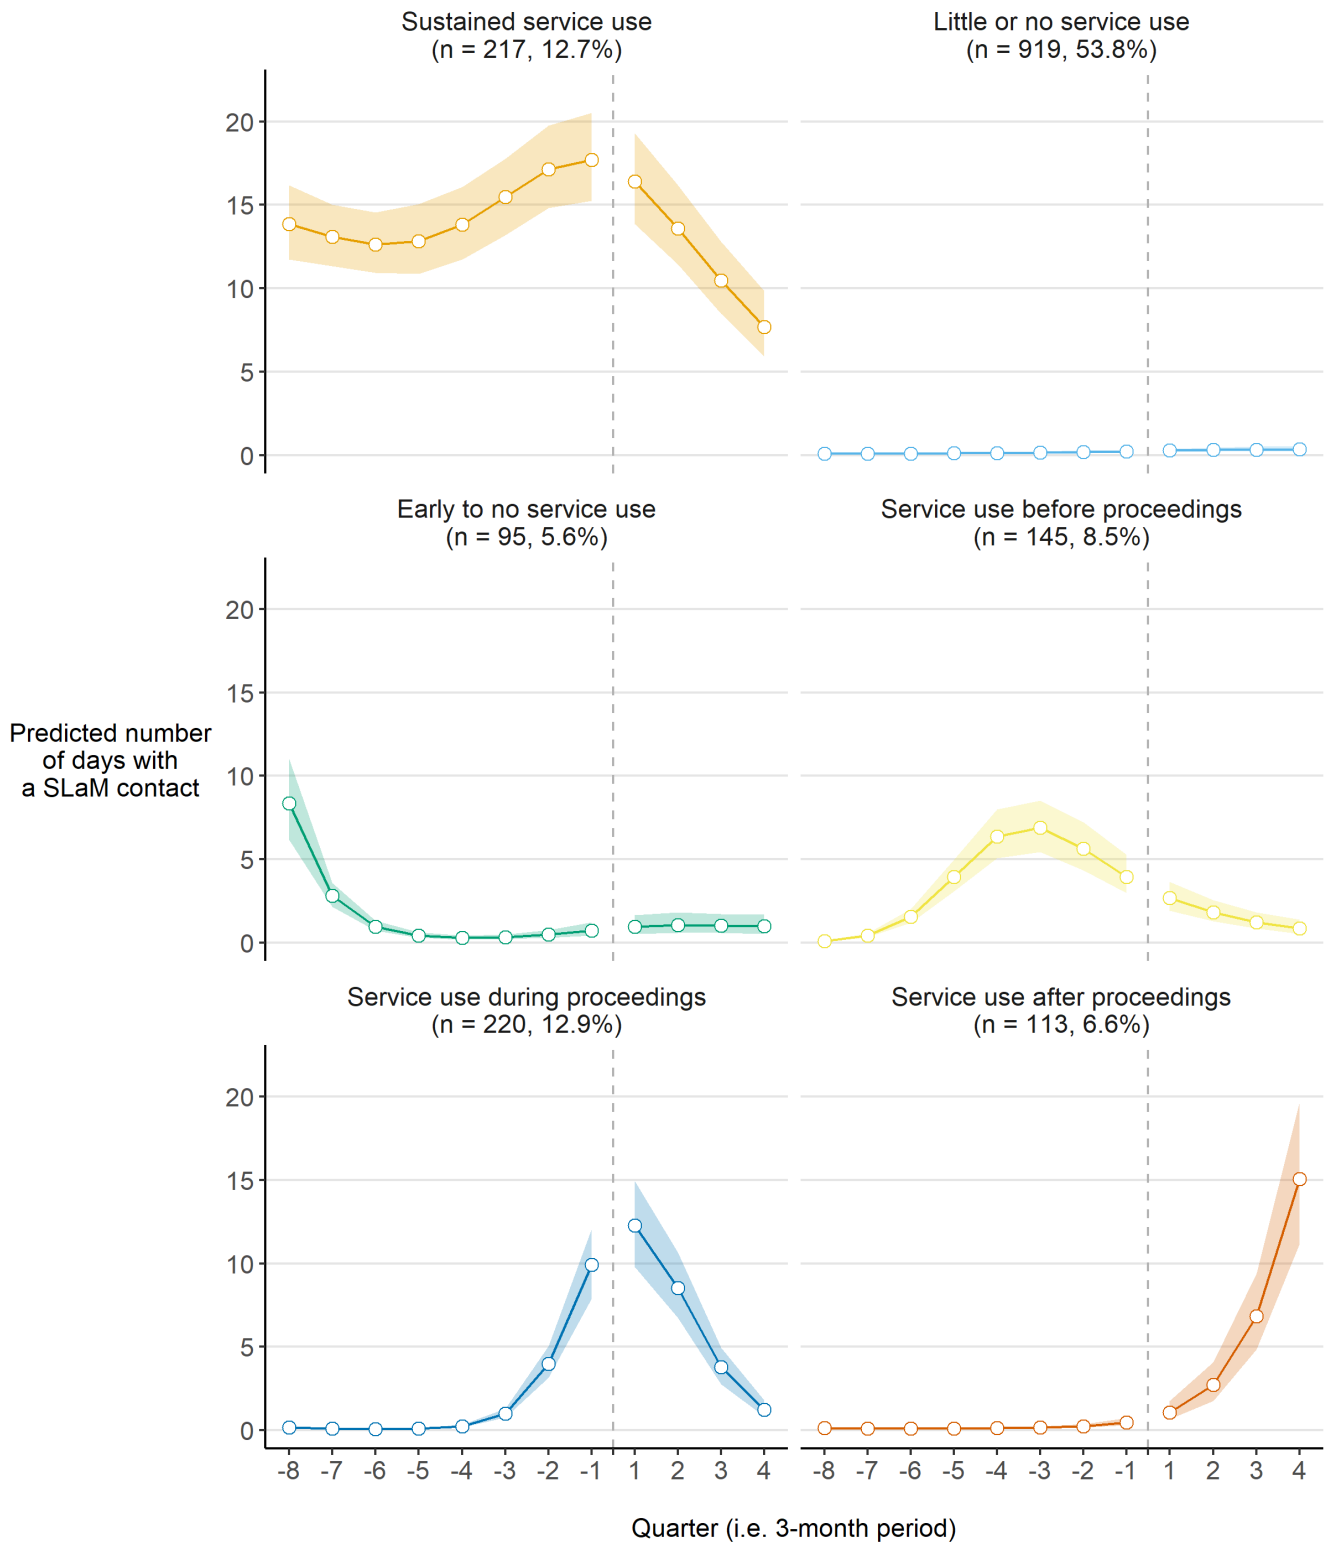 Sustained service use
(n = 217, 12.7%)
Little or no service use
(n = 919, 53.8%)
20
15
10
5
0
Early to no service use
(n = 95, 5.6%)
Service use before proceedings
(n = 145, 8.5%)
20
15
10
5
0
Predicted number
of days with
a SLaM contact
Service use during proceedings
(n = 220, 12.9%)
Service use after proceedings
(n = 113, 6.6%)
20
15
10
5
0
-8 -7 -6 -5 -4 -3 -2 -1 1 2 3 4
-8 -7 -6 -5 -4 -3 -2 -1 1 2 3 4
Quarter (i.e. 3-month period)